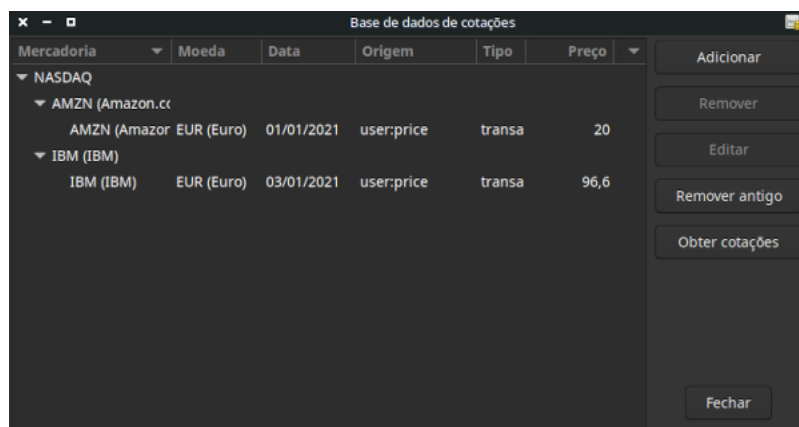 Base de dados de cotações
Mercadoria Moeda Data Origem Tipo Preço
NASDAQ
AMZN (Amazon.cc
AMZN (Amazor EUR (Euro) 01/01/2021 user:price transa 20
IBM (IBM)
IBM (IBM) EUR (Euro) 03/01/2021 user:price transa 96,6
Adicionar
Remover
Editar
Remover antigo
Obter cotações
Fechar